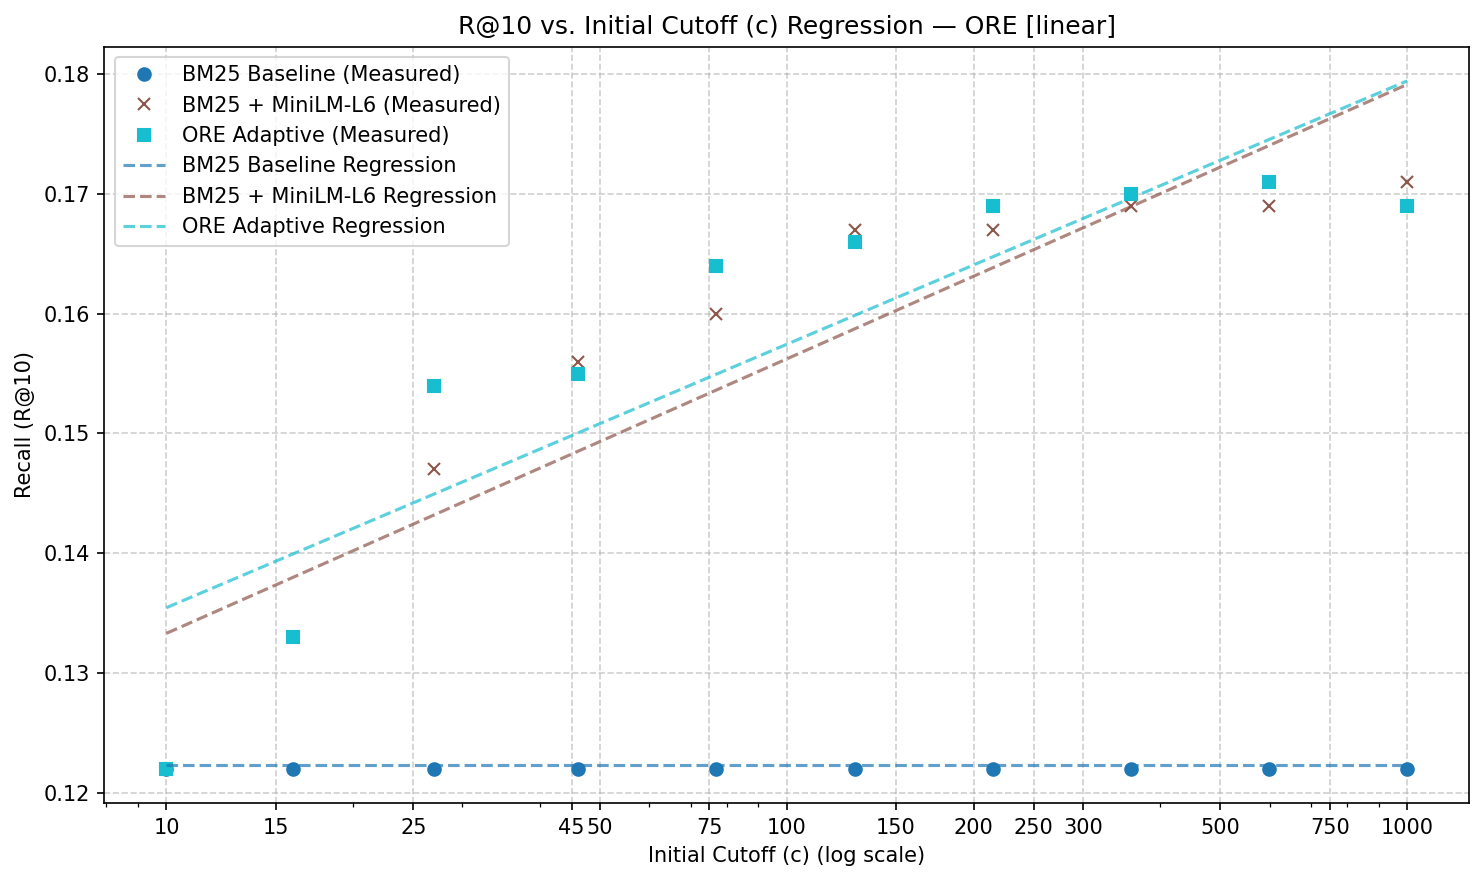 R@10 vs. Initial Cutoff (c) Regression — ORE [linear]
BM25 Baseline (Measured)
BM25 + MiniLM-L6 (Measured)
ORE Adaptive (Measured)
BM25 Baseline Regression
BM25 + MiniLM-L6 Regression
ORE Adaptive Regression
Recall (R@10)
0.18
0.17
0.16
0.15
0.14
0.13
0.12
10 15 25 45 50 75 100 150 200 250 300 500 750 1000
Initial Cutoff (c) (log scale)